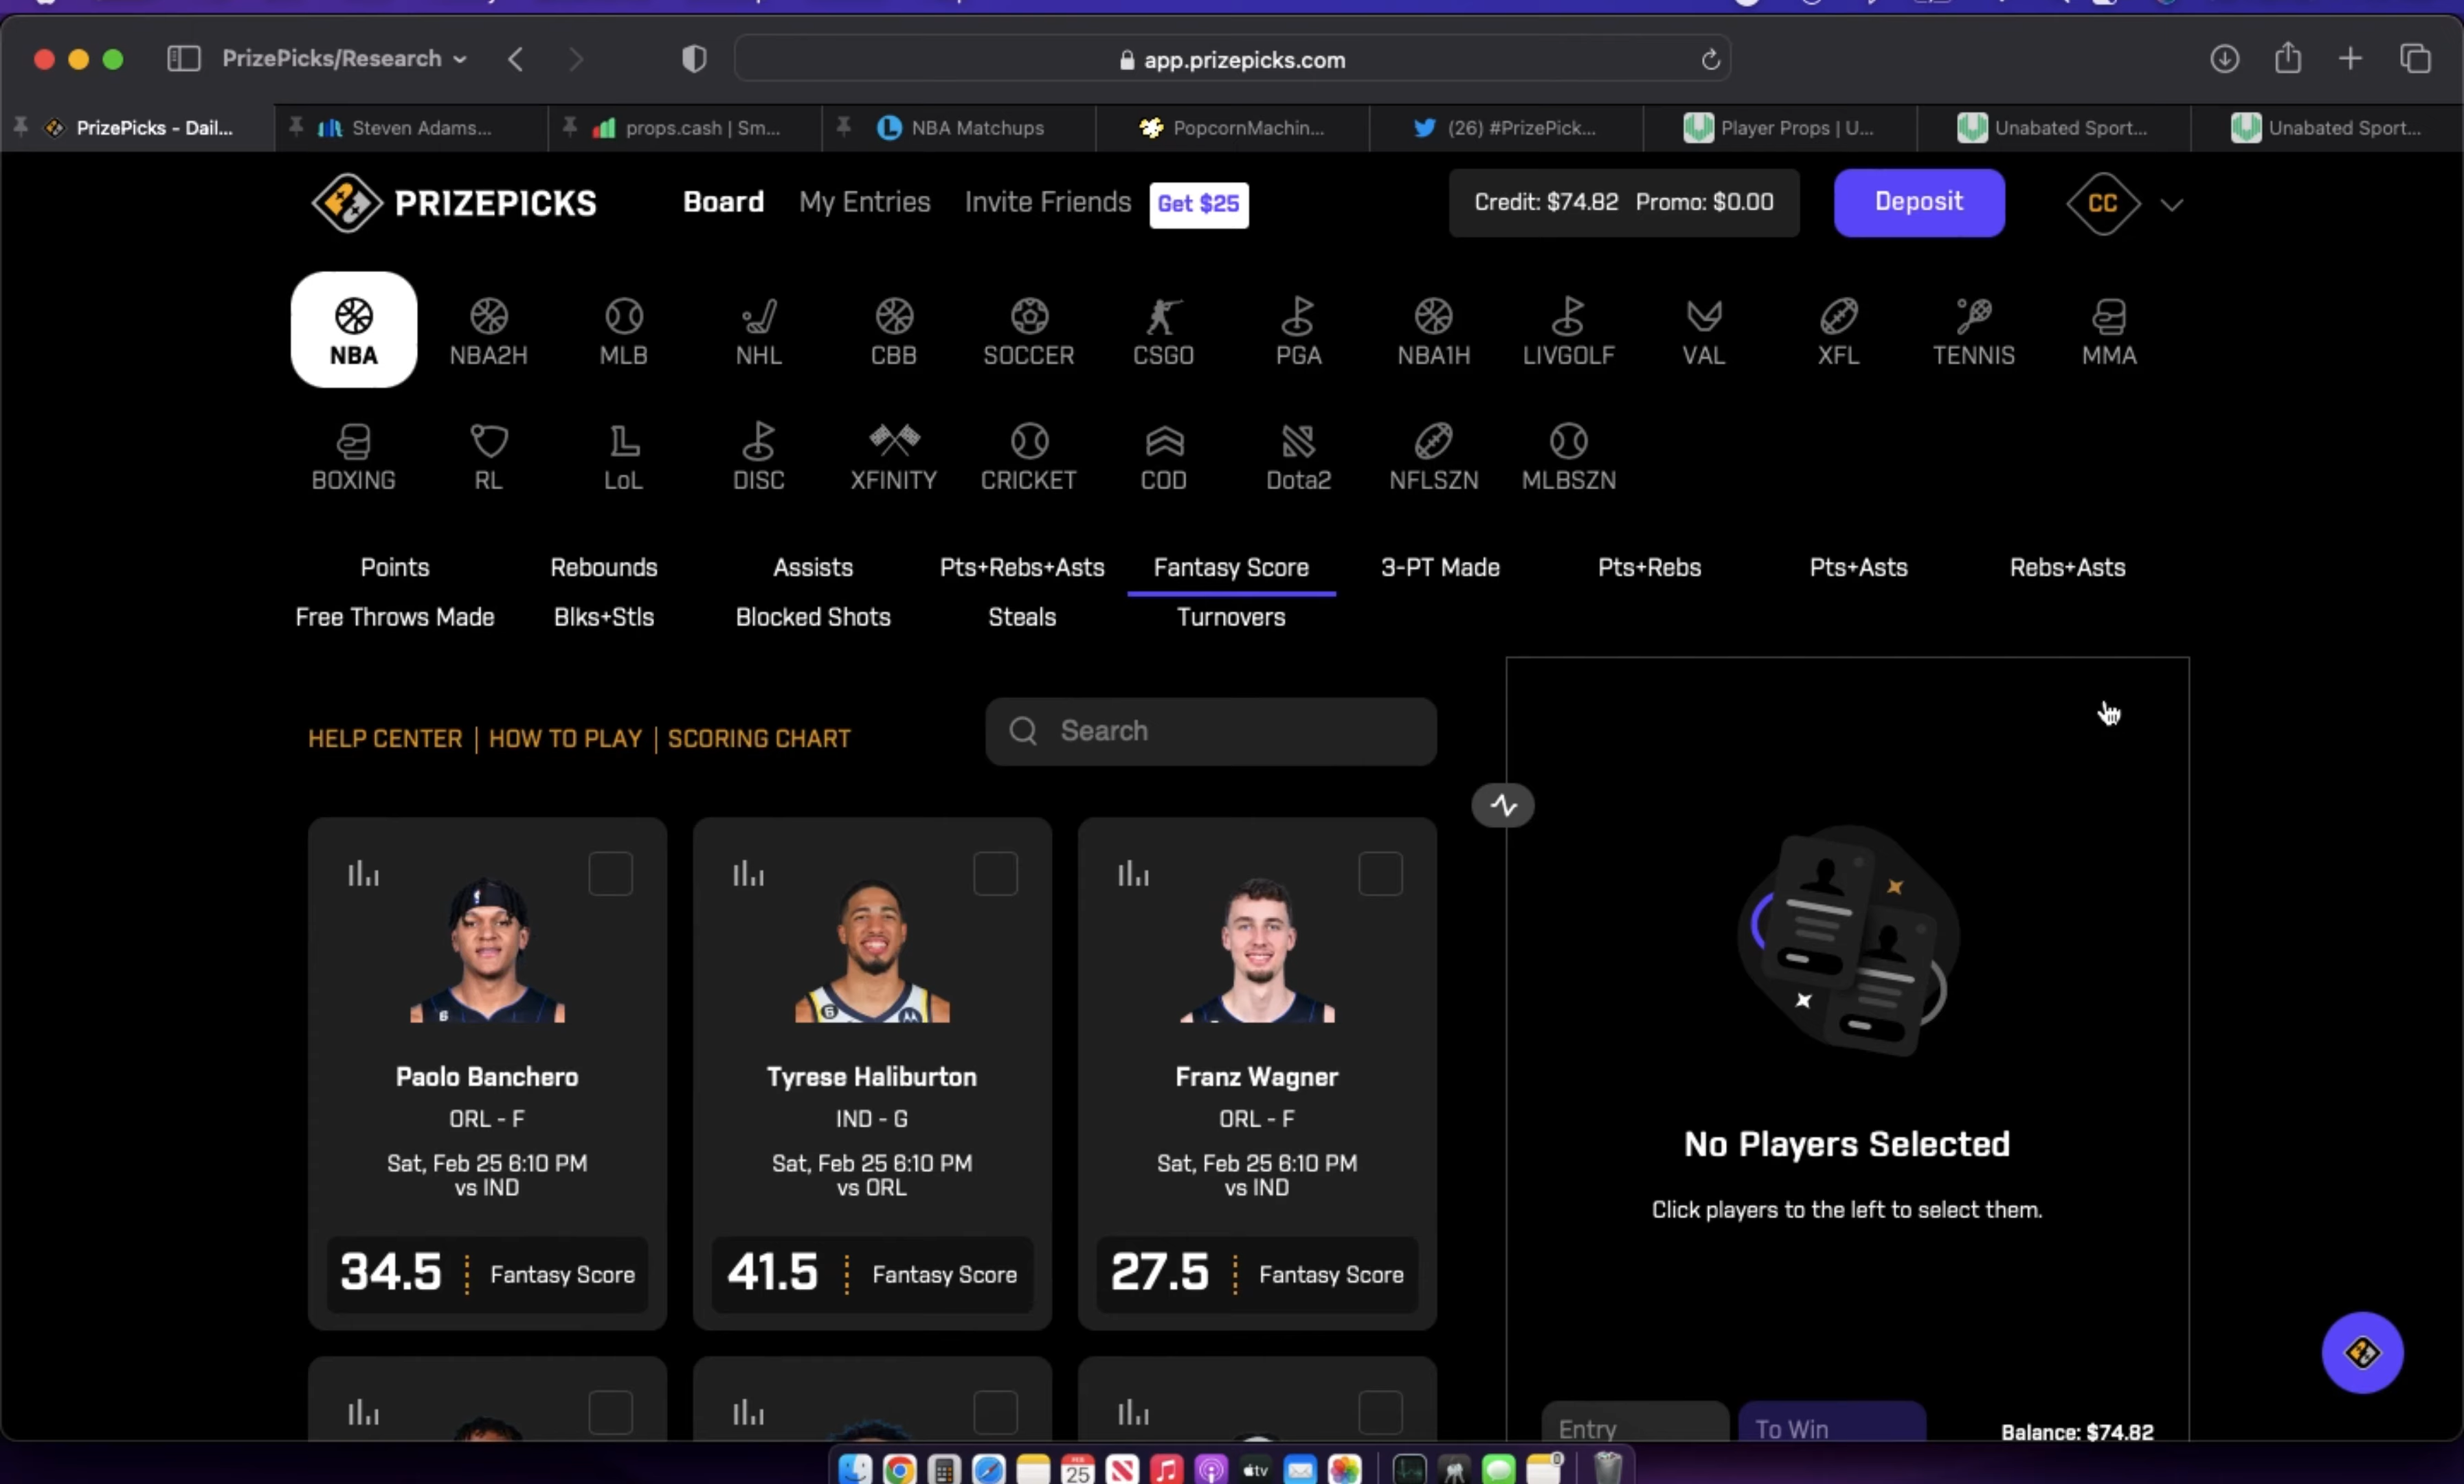 PrizePicks/Research
app.prizepicks.com
PrizePicks - Dail...
Steven Adams...
props.cash | Sm...
NBA Matchups
PopcornMachin...
(26) #PrizePick...
Player Props | U...
Unabated Sport...
Unabated Sport...
PRIZEPICKS
Board
My Entries
Invite Friends
Get $25
Credit: $74.82 Promo: $0.00
Deposit
CC
NBA
NBA2H
MLB
NHL
CBB
SOCCER
CSGO
PGA
NBA1H
LIVGOLF
VAL
XFL
TENNIS
MMA
BOXING
RL
LoL
DISC
XFINITY
CRICKET
COD
Dota2
NFLSZN
MLBSZN
Points
Rebounds
Assists
Pts+Rebs+Asts
Fantasy Score
3-PT Made
Pts+Rebs
Pts+Asts
Rebs+Asts
Free Throws Made
Blks+Stls
Blocked Shots
Steals
Turnovers
HELP CENTER | HOW TO PLAY | SCORING CHART
Search
Paolo Banchero
ORL - F
Sat, Feb 25 6:10 PM
vs IND
34.5 Fantasy Score
Tyrese Haliburton
IND - G
Sat, Feb 25 6:10 PM
vs ORL
41.5 Fantasy Score
Franz Wagner
ORL - F
Sat, Feb 25 6:10 PM
vs IND
27.5 Fantasy Score
No Players Selected
Click players to the left to select them.
Entry
To Win
Balance: $74.82
25
tv